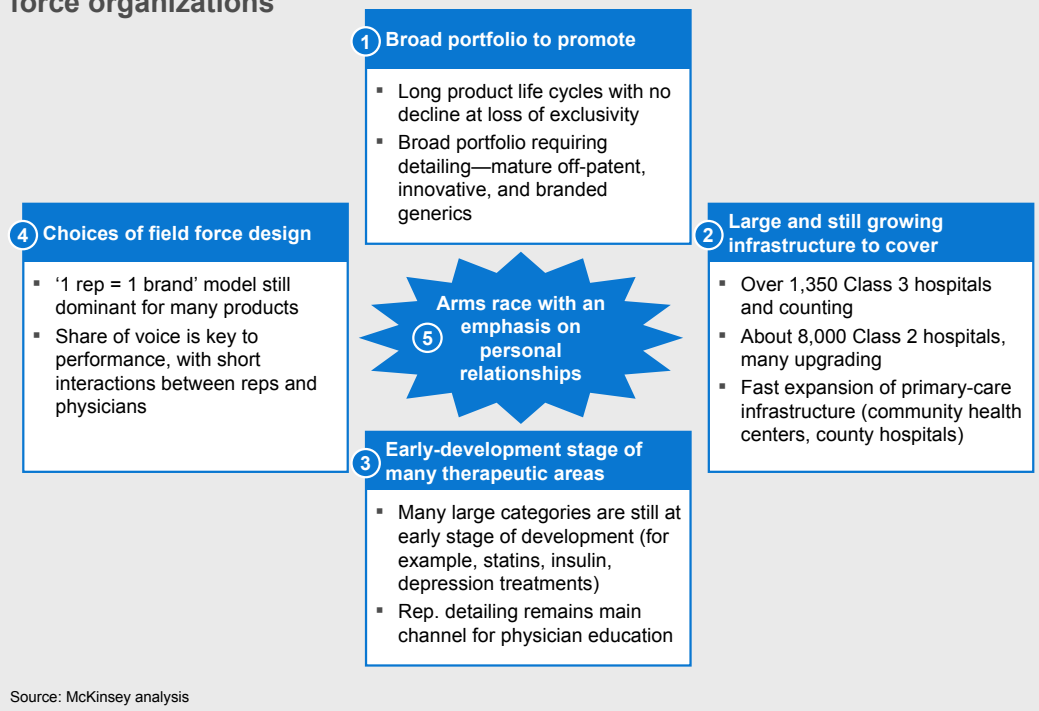 force organizations
1 Broad portfolio to promote
▪ Long product life cycles with no
decline at loss of exclusivity
▪ Broad portfolio requiring
detailing—mature off-patent,
innovative, and branded
generics
2 Large and still growing
infrastructure to cover
▪ Over 1,350 Class 3 hospitals
and counting
▪ About 8,000 Class 2 hospitals,
many upgrading
▪ Fast expansion of primary-care
infrastructure (community health
centers, county hospitals)
3 Early-development stage of
many therapeutic areas
▪ Many large categories are still at
early stage of development (for
example, statins, insulin,
depression treatments)
▪ Rep. detailing remains main
channel for physician education
4 Choices of field force design
▪ ‘1 rep = 1 brand’ model still
dominant for many products
▪ Share of voice is key to
performance, with short
interactions between reps and
physicians
5
Arms race with an
emphasis on
personal
relationships
Source: McKinsey analysis